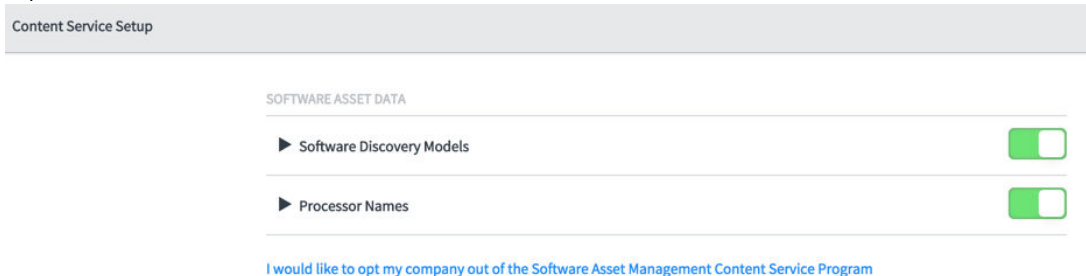 Content Service Setup
SOFTWARE ASSET DATA
Software Discovery Models
Processor Names
I would like to opt my company out of the Software Asset Management Content Service Program